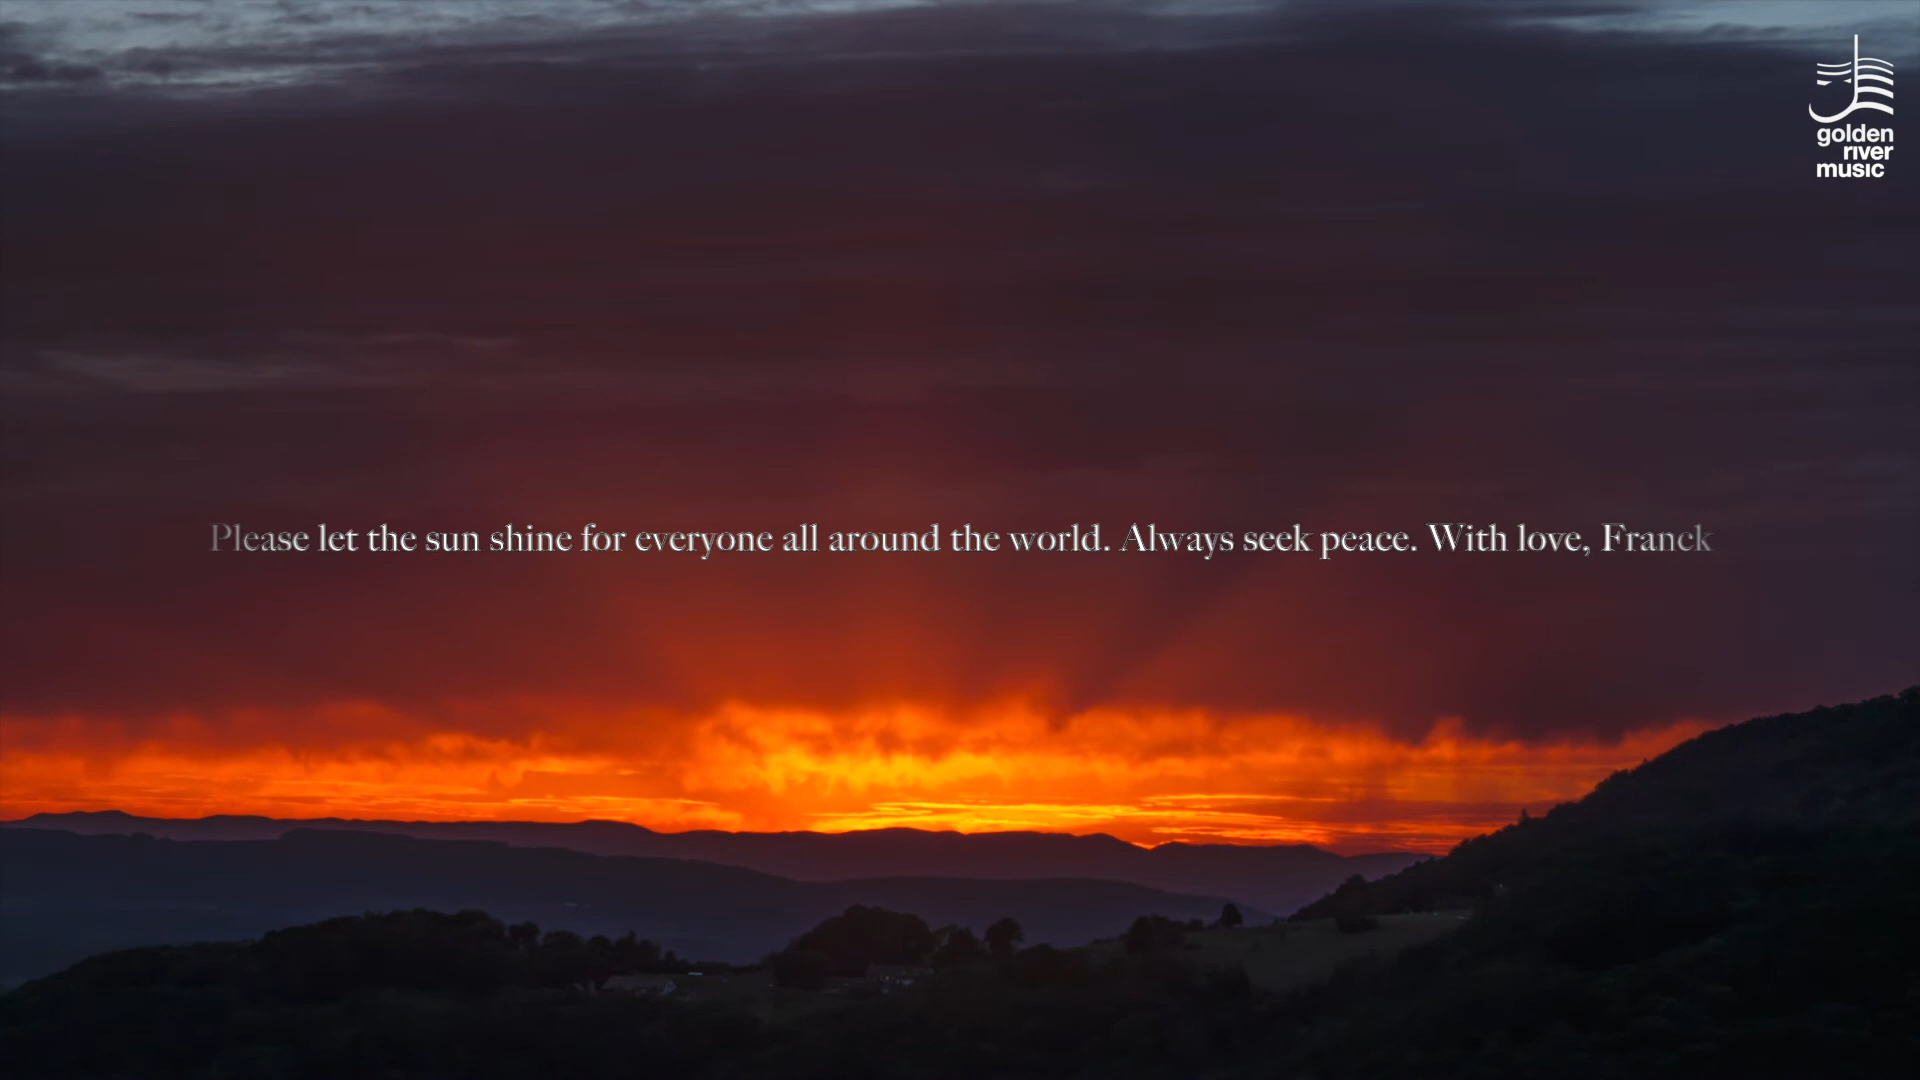 golden
river
music
Please let the sun shine for everyone all around the world. Always seek peace. With love, Franck